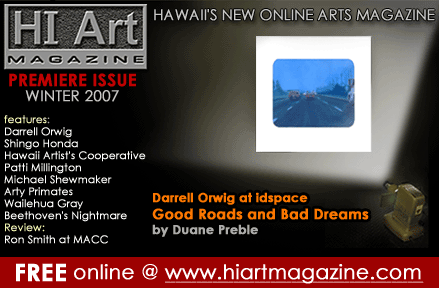 HI Art
MAGAZINE
HAWAII'S NEW ONLINE ARTS MAGAZINE
PREMIERE ISSUE
WINTER 2007
features:
Darrell Orwig
Shingo Honda
Hawaii Artist's Cooperative
Patti Millington
Michael Shewmaker
Arty Primates
Wailehua Gray
Beethoven's Nightmare
Review:
Ron Smith at MACC
Darrell Orwig at idspace
Good Roads and Bad Dreams
by Duane Preble
FREE online @ www.hiartmagazine.com